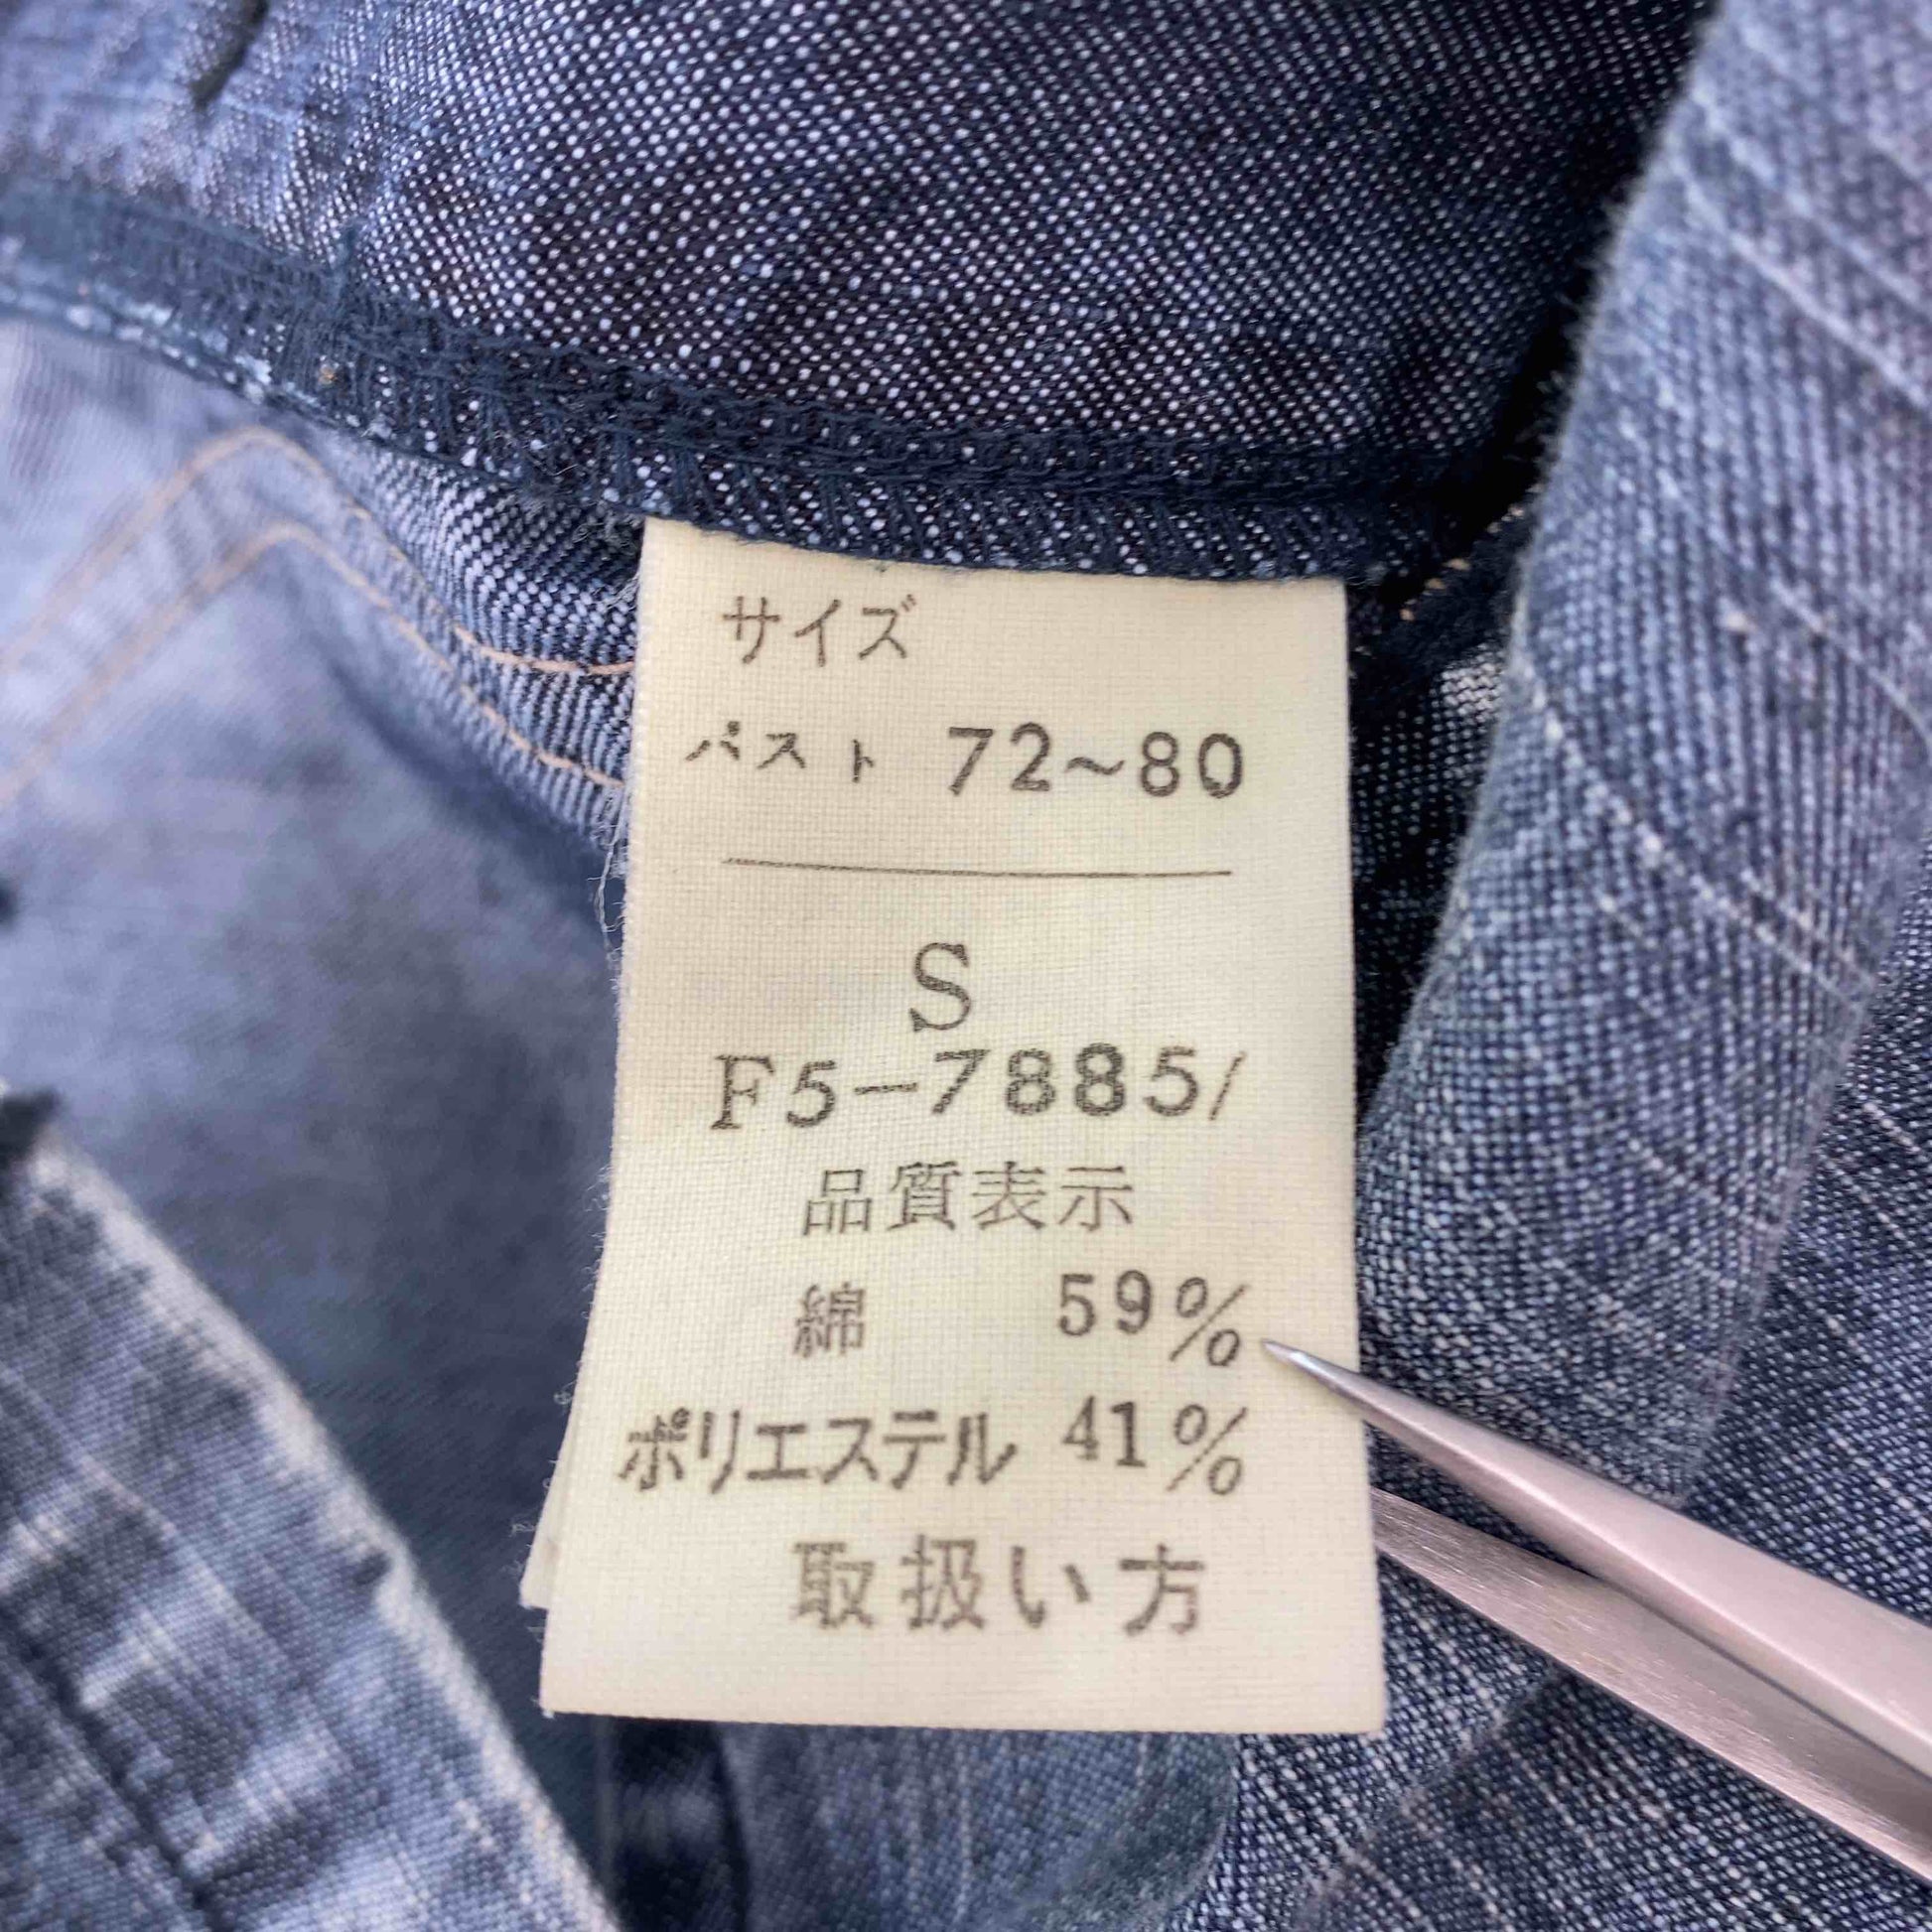 サイズ
バスト 72~80
S
F5-7885/
品質表示
綿 59%
ポリエステル 41%
取扱い方